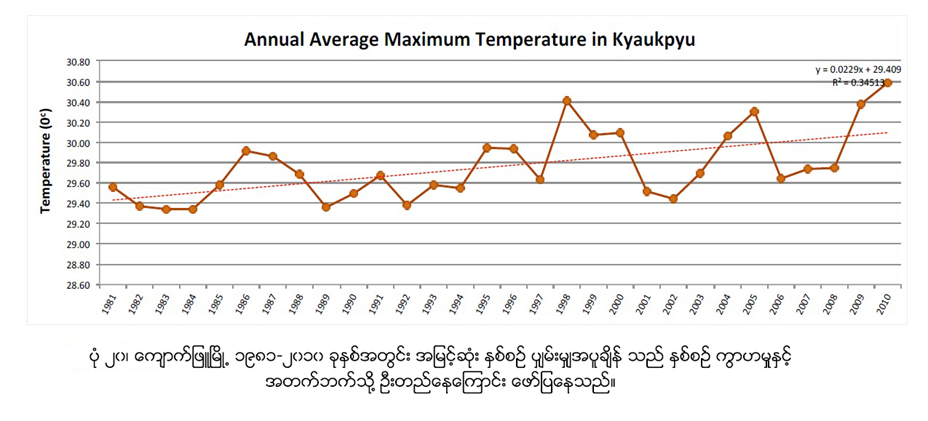 Annual Average Maximum Temperature in Kyaukpyu
30.80
y = 0.0229x + 29.409
30.60
R² = 0.34513
30.40
30.20
30.00
29.80
29.60
29.40
29.20
29.00
28.80
28.60
Temperature (0ᶜ)
1981 1982 1983 1984 1985 1986 1987 1988 1989 1990 1991 1992 1993 1994 1995 1996 1997 1998 1999 2000 2001 2002 2003 2004 2005 2006 2007 2008 2009 2010
ပုံ ၂၀၊ ကျောက်ဖြူမြို့ ၁၉၈၁-၂၀၁၀ ခုနှစ်အတွင်း အမြင့်ဆုံး နှစ်စဉ် ပျှမ်းမျှအပူချိန် သည် နှစ်စဉ် ကွာဟမှုနှင့်
အတက်ဘက်သို့ ဦးတည်နေကြောင်း ဖော်ပြနေသည်။